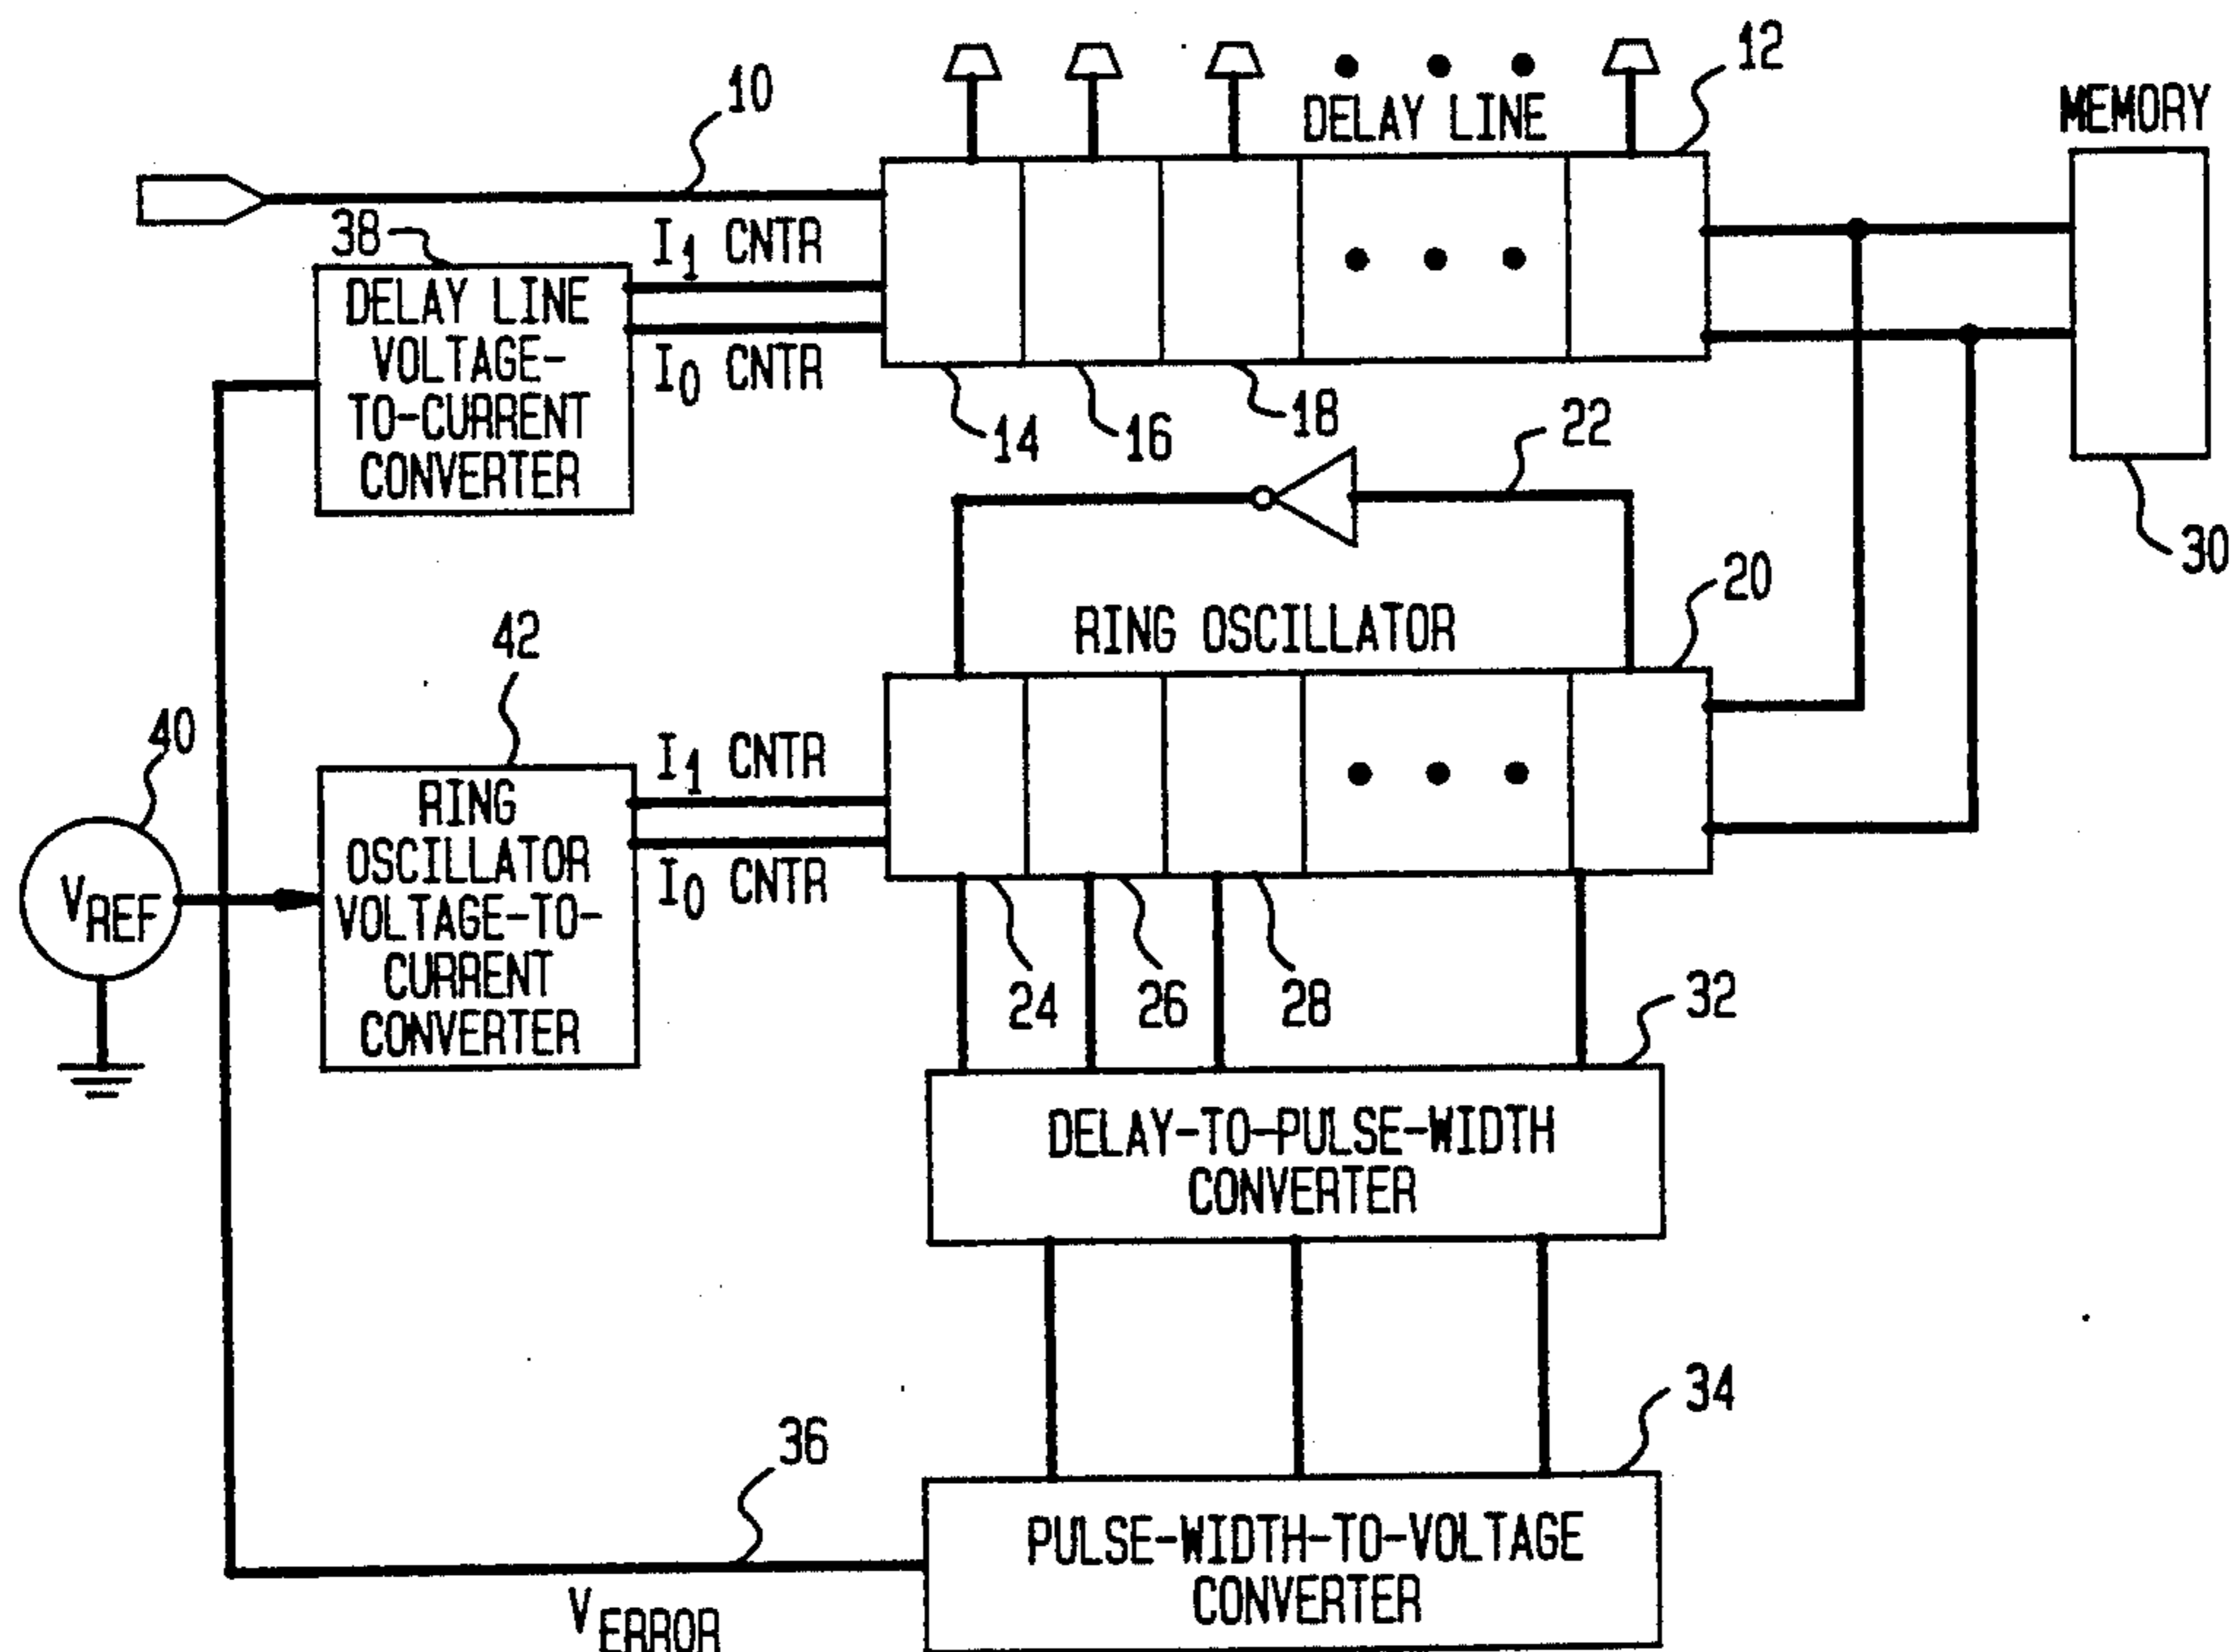 12
DELAY LINE
MEMORY
10
38
I1 CNTR
I0 CNTR
DELAY LINE
VOLTAGE-
TO-CURRENT
CONVERTER
14
16
18
22
30
20
RING OSCILLATOR
42
40
VREF
RING
OSCILLATOR
VOLTAGE-TO-
CURRENT
CONVERTER
I1 CNTR
I0 CNTR
24
26
28
32
DELAY-TO-PULSE-WIDTH
CONVERTER
34
36
PULSE-WIDTH-TO-VOLTAGE
CONVERTER
VERROR